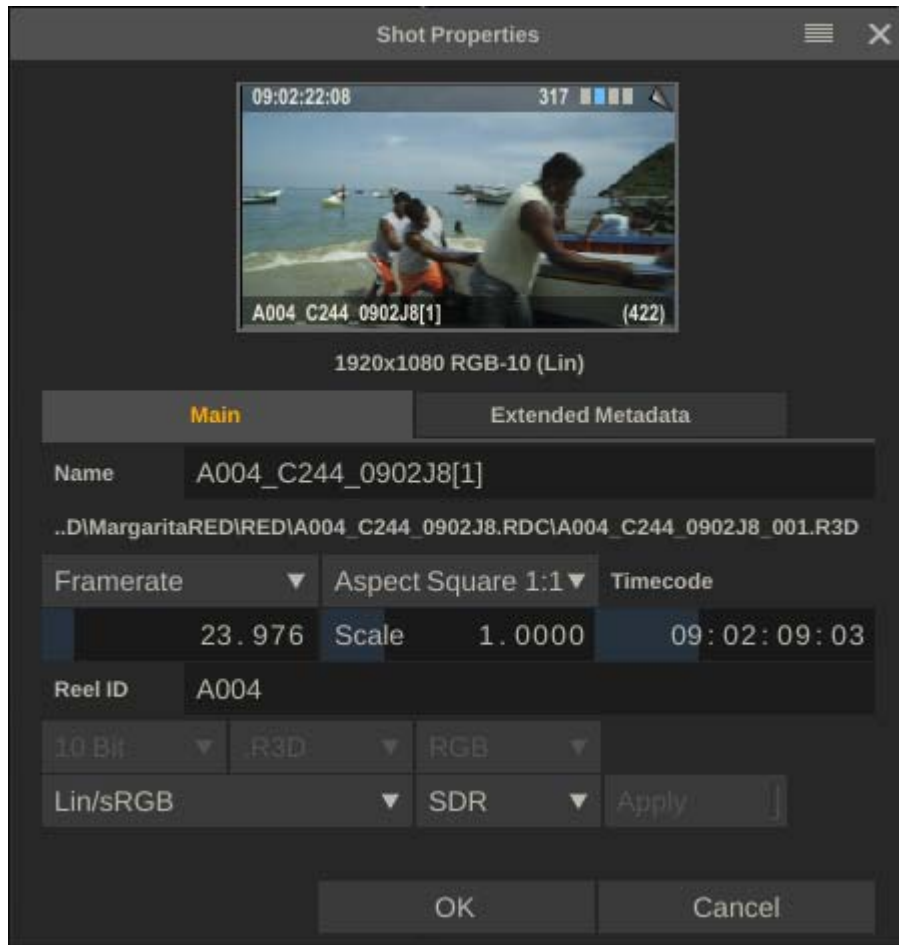 Shot Properties
09:02:22:08 317
A004_C244_0902J8[1] (422)
1920x1080 RGB-10 (Lin)
Main Extended Metadata
Name A004_C244_0902J8[1]
..D\MargaritaRED\RED\A004_C244_0902J8.RDC\A004_C244_0902J8_001.R3D
Framerate Aspect Square 1:1 Timecode
23.976 Scale 1.0000 09:02:09:03
Reel ID A004
10 Bit .R3D RGB
Lin/sRGB SDR Apply
OK Cancel